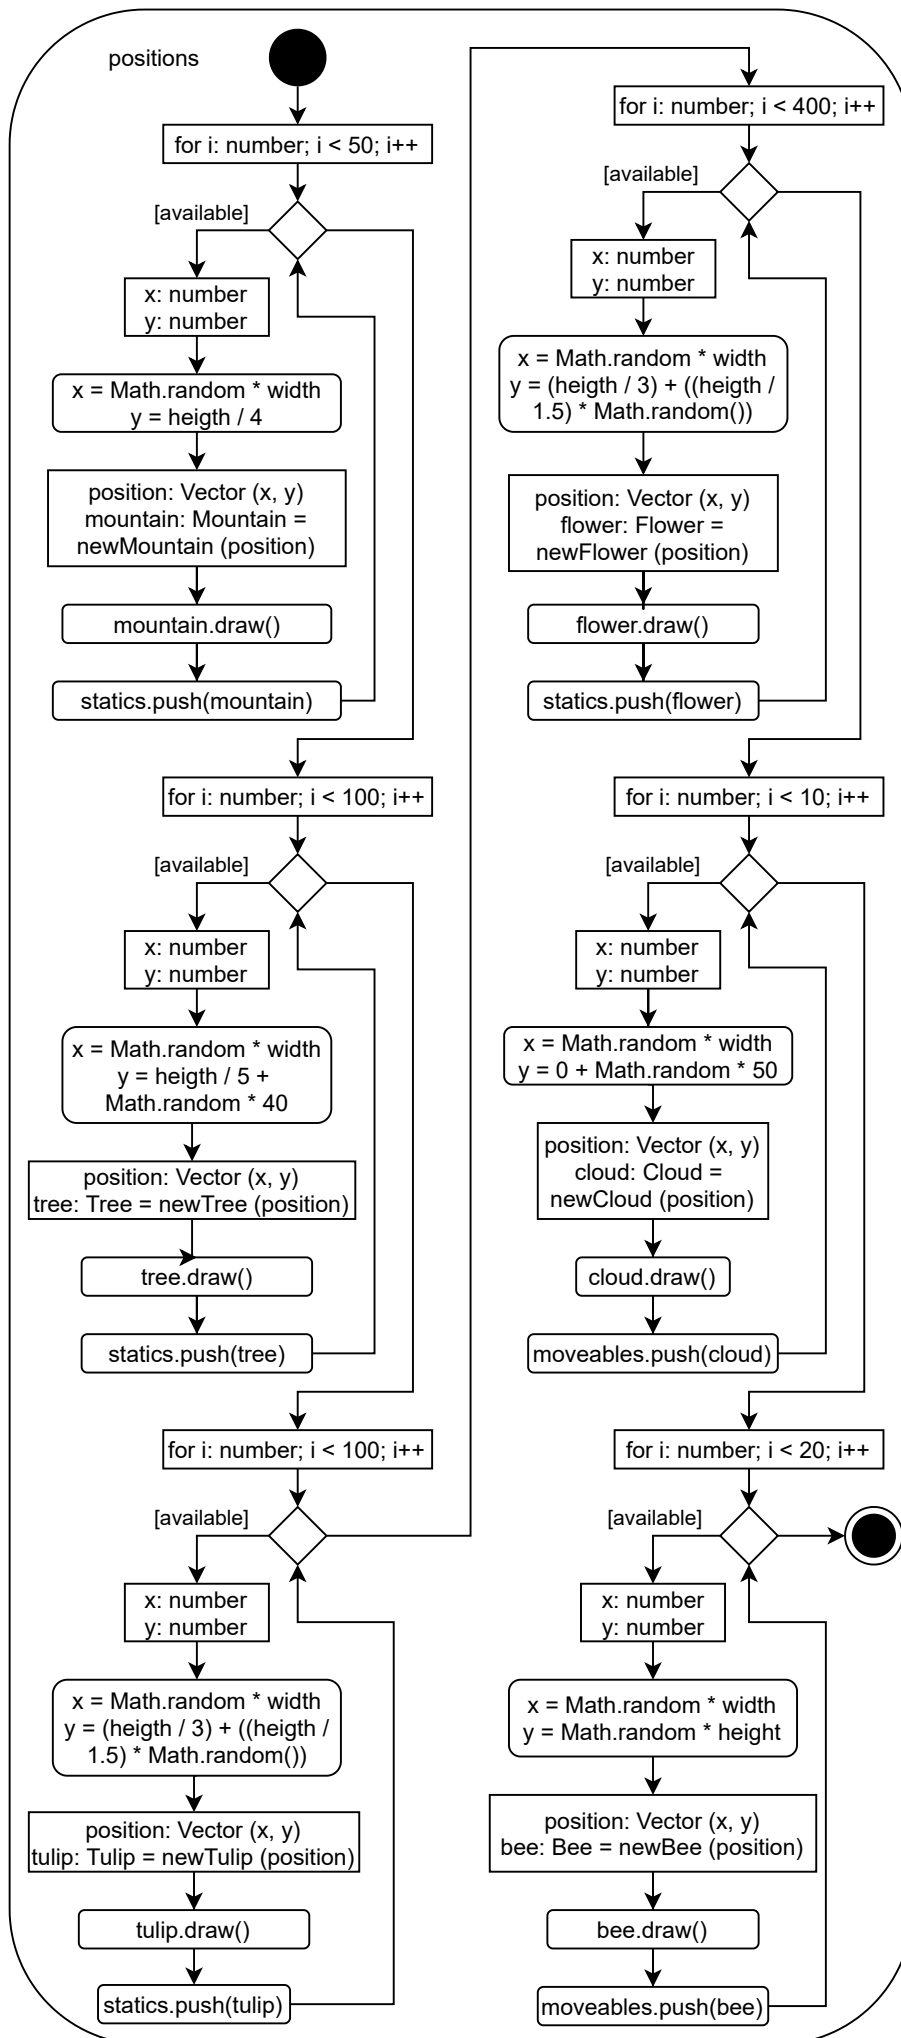 positions
for i: number; i < 50; i++
[available]
x: number
y: number
x = Math.random * width
y = heigth / 4
position: Vector (x, y)
mountain: Mountain =
newMountain (position)
mountain.draw()
statics.push(mountain)
for i: number; i < 100; i++
[available]
x: number
y: number
x = Math.random * width
y = heigth / 5 +
Math.random * 40
position: Vector (x, y)
tree: Tree = newTree (position)
tree.draw()
statics.push(tree)
for i: number; i < 100; i++
[available]
x: number
y: number
x = Math.random * width
y = (heigth / 3) + ((heigth /
1.5) * Math.random())
position: Vector (x, y)
tulip: Tulip = newTulip (position)
tulip.draw()
statics.push(tulip)
for i: number; i < 400; i++
[available]
x: number
y: number
x = Math.random * width
y = (heigth / 3) + ((heigth /
1.5) * Math.random())
position: Vector (x, y)
flower: Flower =
newFlower (position)
flower.draw()
statics.push(flower)
for i: number; i < 10; i++
[available]
x: number
y: number
x = Math.random * width
y = 0 + Math.random * 50
position: Vector (x, y)
cloud: Cloud =
newCloud (position)
cloud.draw()
moveables.push(cloud)
for i: number; i < 20; i++
[available]
x: number
y: number
x = Math.random * width
y = Math.random * height
position: Vector (x, y)
bee: Bee = newBee (position)
bee.draw()
moveables.push(bee)